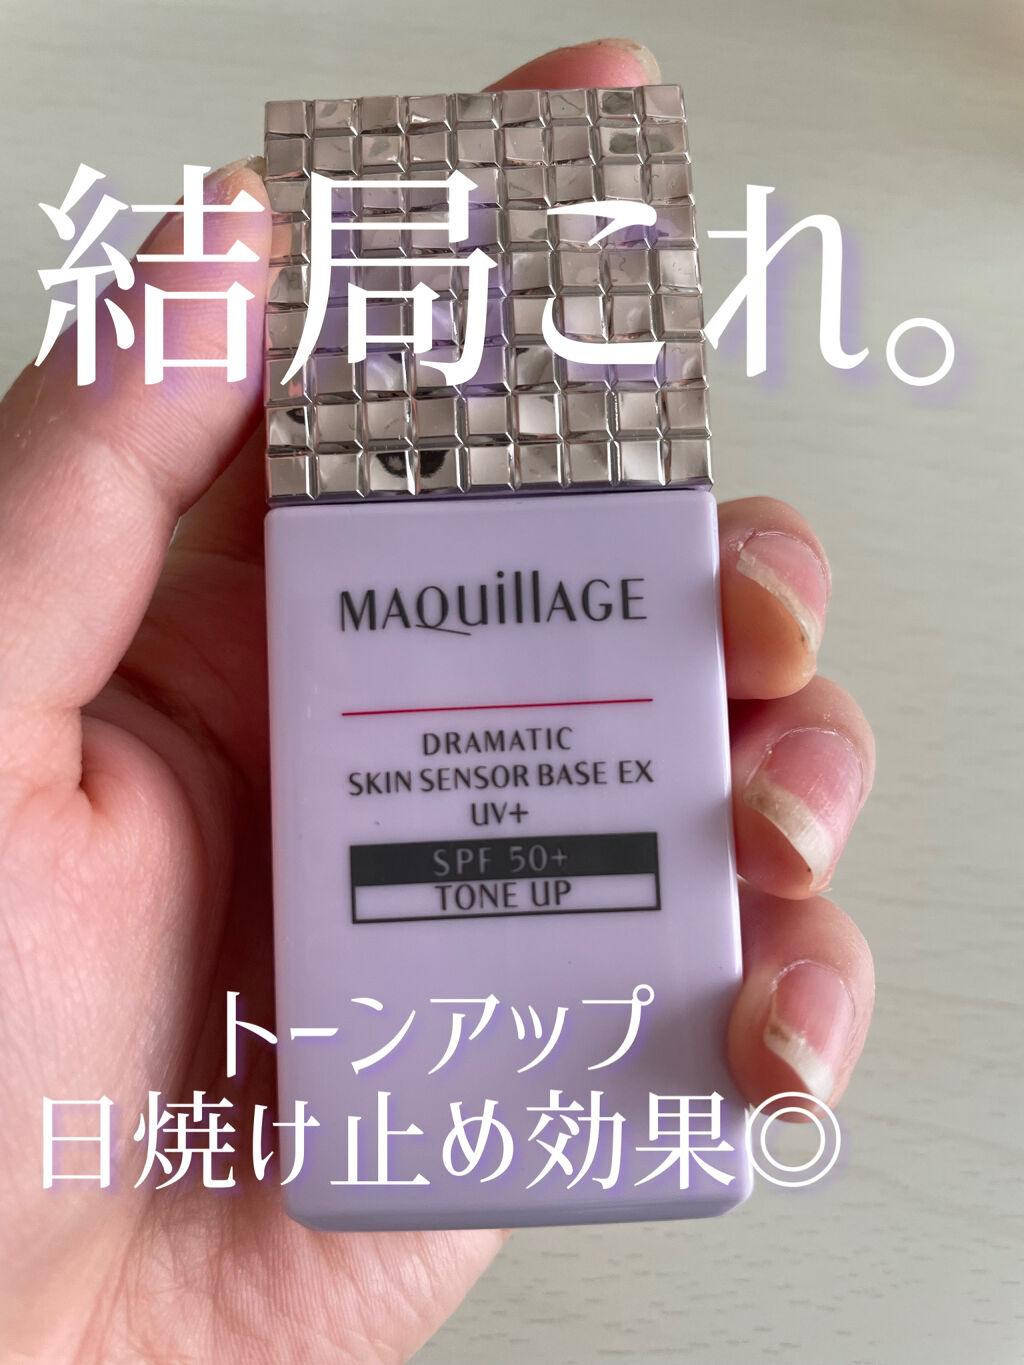 結局これ。
MAQuillAGE
DRAMATIC
SKIN SENSOR BASE EX
UV+
SPF 50+
TONE UP
トーンアップ
日焼け止め効果◎